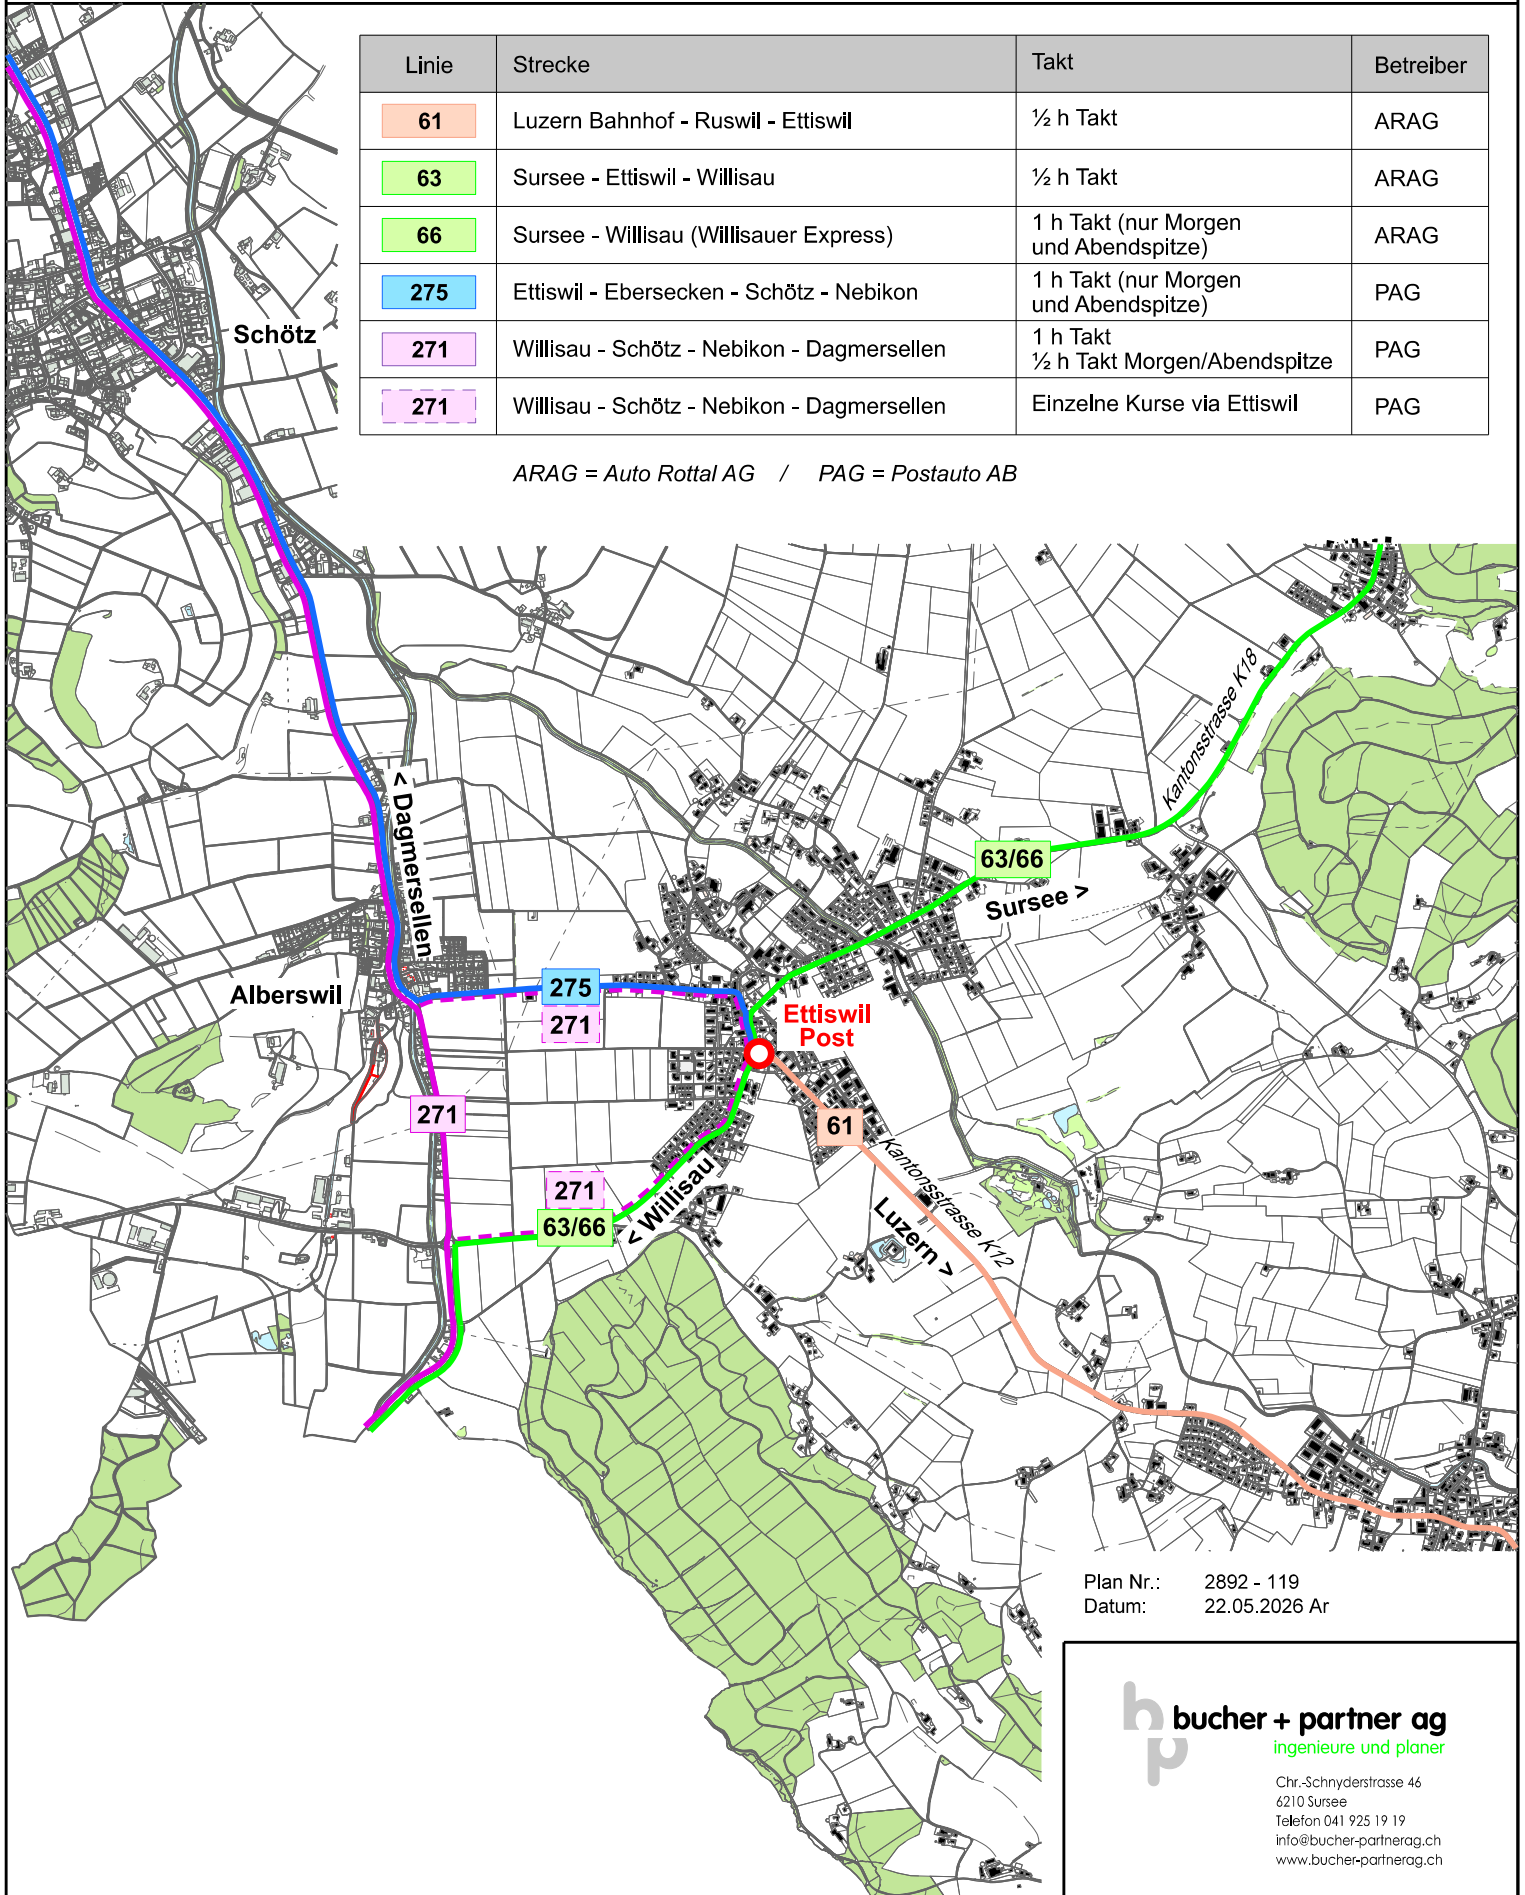 Linie Strecke Takt Betreiber
61 Luzern Bahnhof - Ruswil - Ettiswil ½ h Takt ARAG
63 Sursee - Ettiswil - Willisau ½ h Takt ARAG
66 Sursee - Willisau (Willisauer Express) 1 h Takt (nur Morgen und Abendspitze) ARAG
275 Ettiswil - Ebersecken - Schötz - Nebikon 1 h Takt (nur Morgen und Abendspitze) PAG
271 Willisau - Schötz - Nebikon - Dagmersellen 1 h Takt ½ h Takt Morgen/Abendspitze PAG
271 Willisau - Schötz - Nebikon - Dagmersellen Einzelne Kurse via Ettiswil PAG
ARAG = Auto Rottal AG / PAG = Postauto AB
Schötz
Kantonsstrasse K18
< Dagmersellen
63/66
Sursee >
Alberswil
275
271
Ettiswil
Post
271
61
Kantonsstrasse K12
271
63/66
< Willisau
Luzern >
Plan Nr.: 2892 - 119
Datum: 22.05.2026 Ar
bp
bucher + partner ag
ingenieure und planer
Chr.-Schnyderstrasse 46
6210 Sursee
Telefon 041 925 19 19
info@bucher-partnerag.ch
www.bucher-partnerag.ch